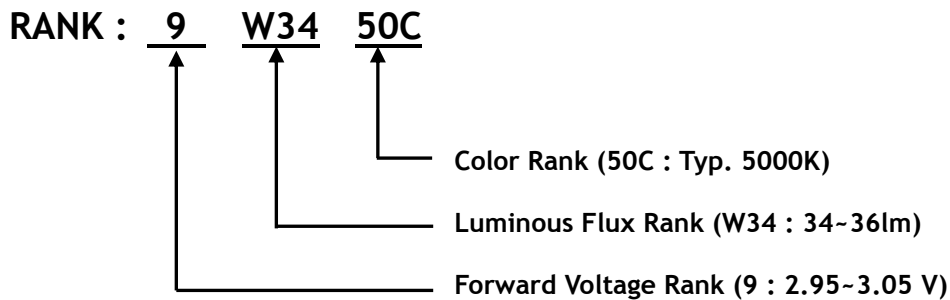 RANK : 9 W34 50C
Color Rank (50C : Typ. 5000K)
Luminous Flux Rank (W34 : 34~36lm)
Forward Voltage Rank (9 : 2.95~3.05 V)